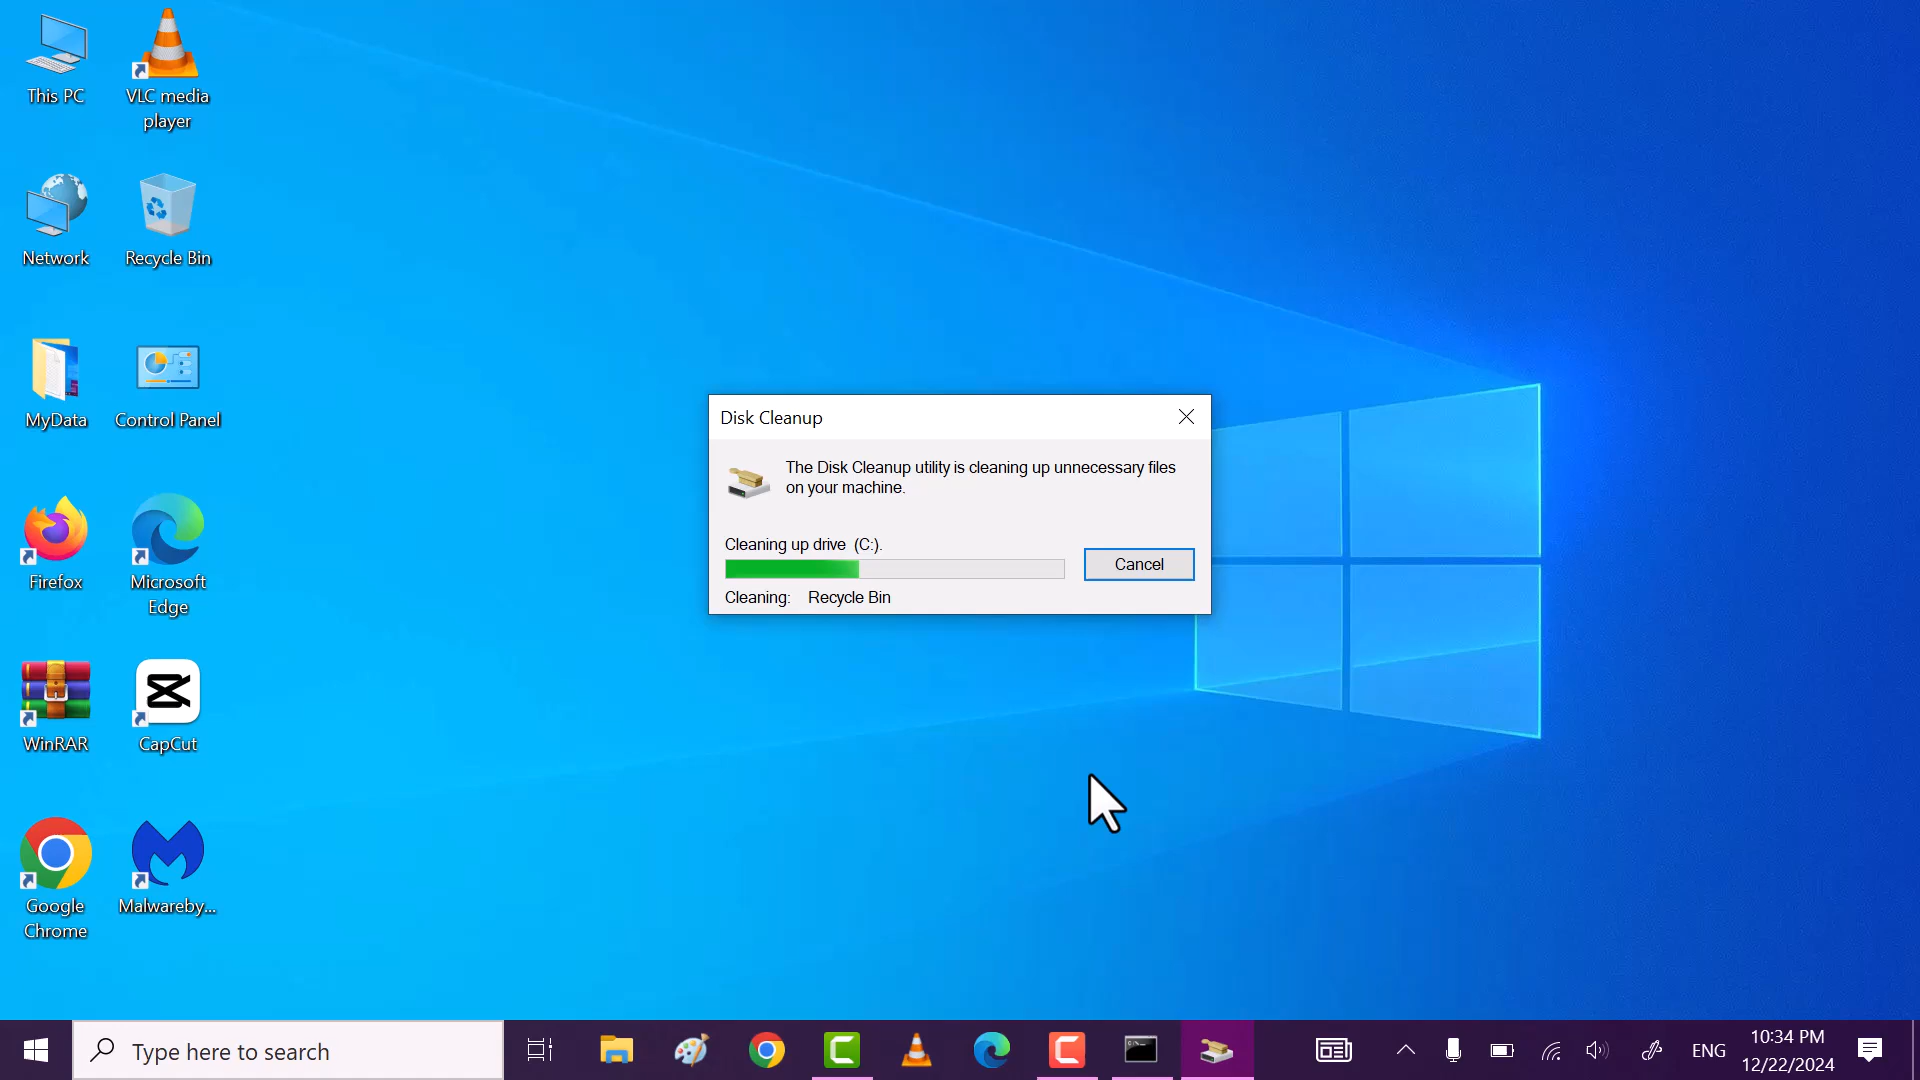 This PC
VLC media
player
Network
Recycle Bin
MyData
Control Panel
Firefox
Microsoft
Edge
WinRAR
CapCut
Google
Chrome
Malwareby...
Disk Cleanup
The Disk Cleanup utility is cleaning up unnecessary files
on your machine.
Cleaning up drive (C:).
Cancel
Cleaning: Recycle Bin
Type here to search
ENG
10:34 PM
12/22/2024